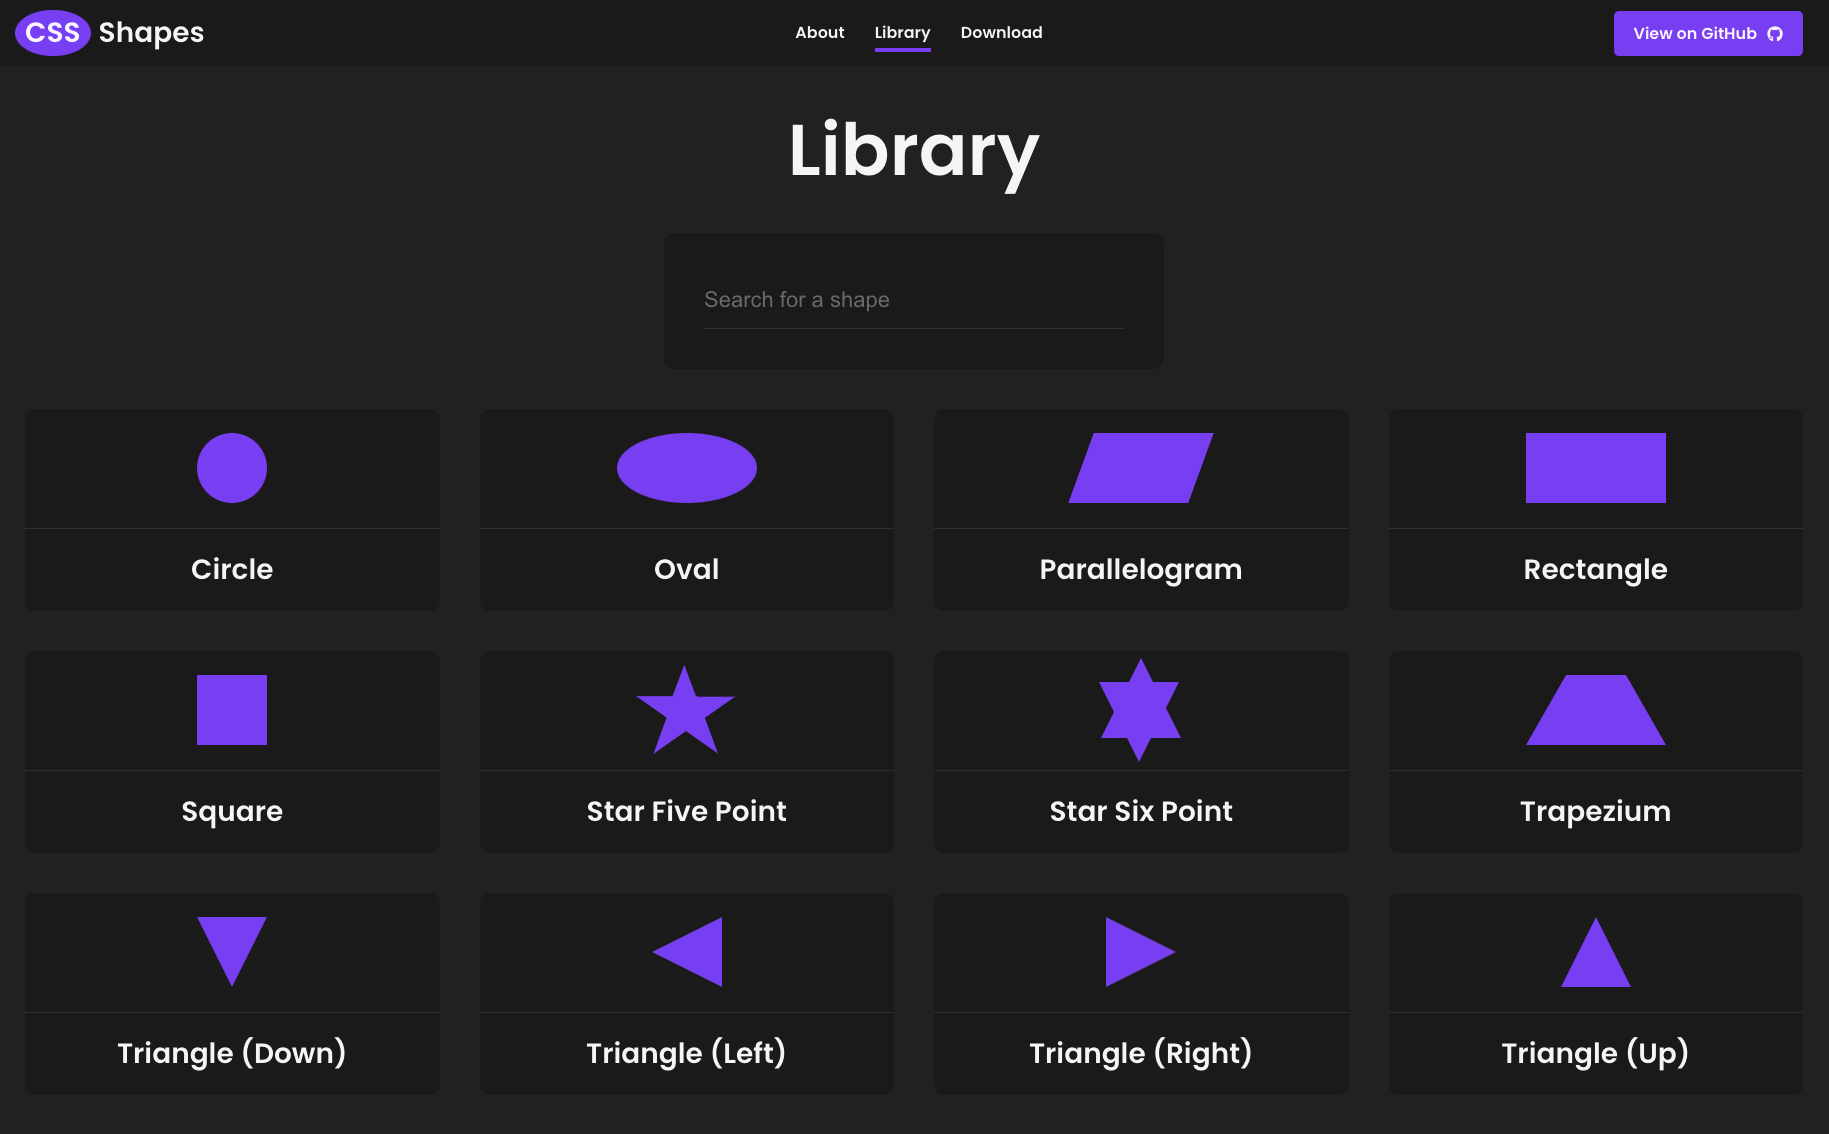 CSS Shapes
About
Library
Download
View on GitHub
Library
Search for a shape
Circle
Oval
Parallelogram
Rectangle
Square
Star Five Point
Star Six Point
Trapezium
Triangle (Down)
Triangle (Left)
Triangle (Right)
Triangle (Up)